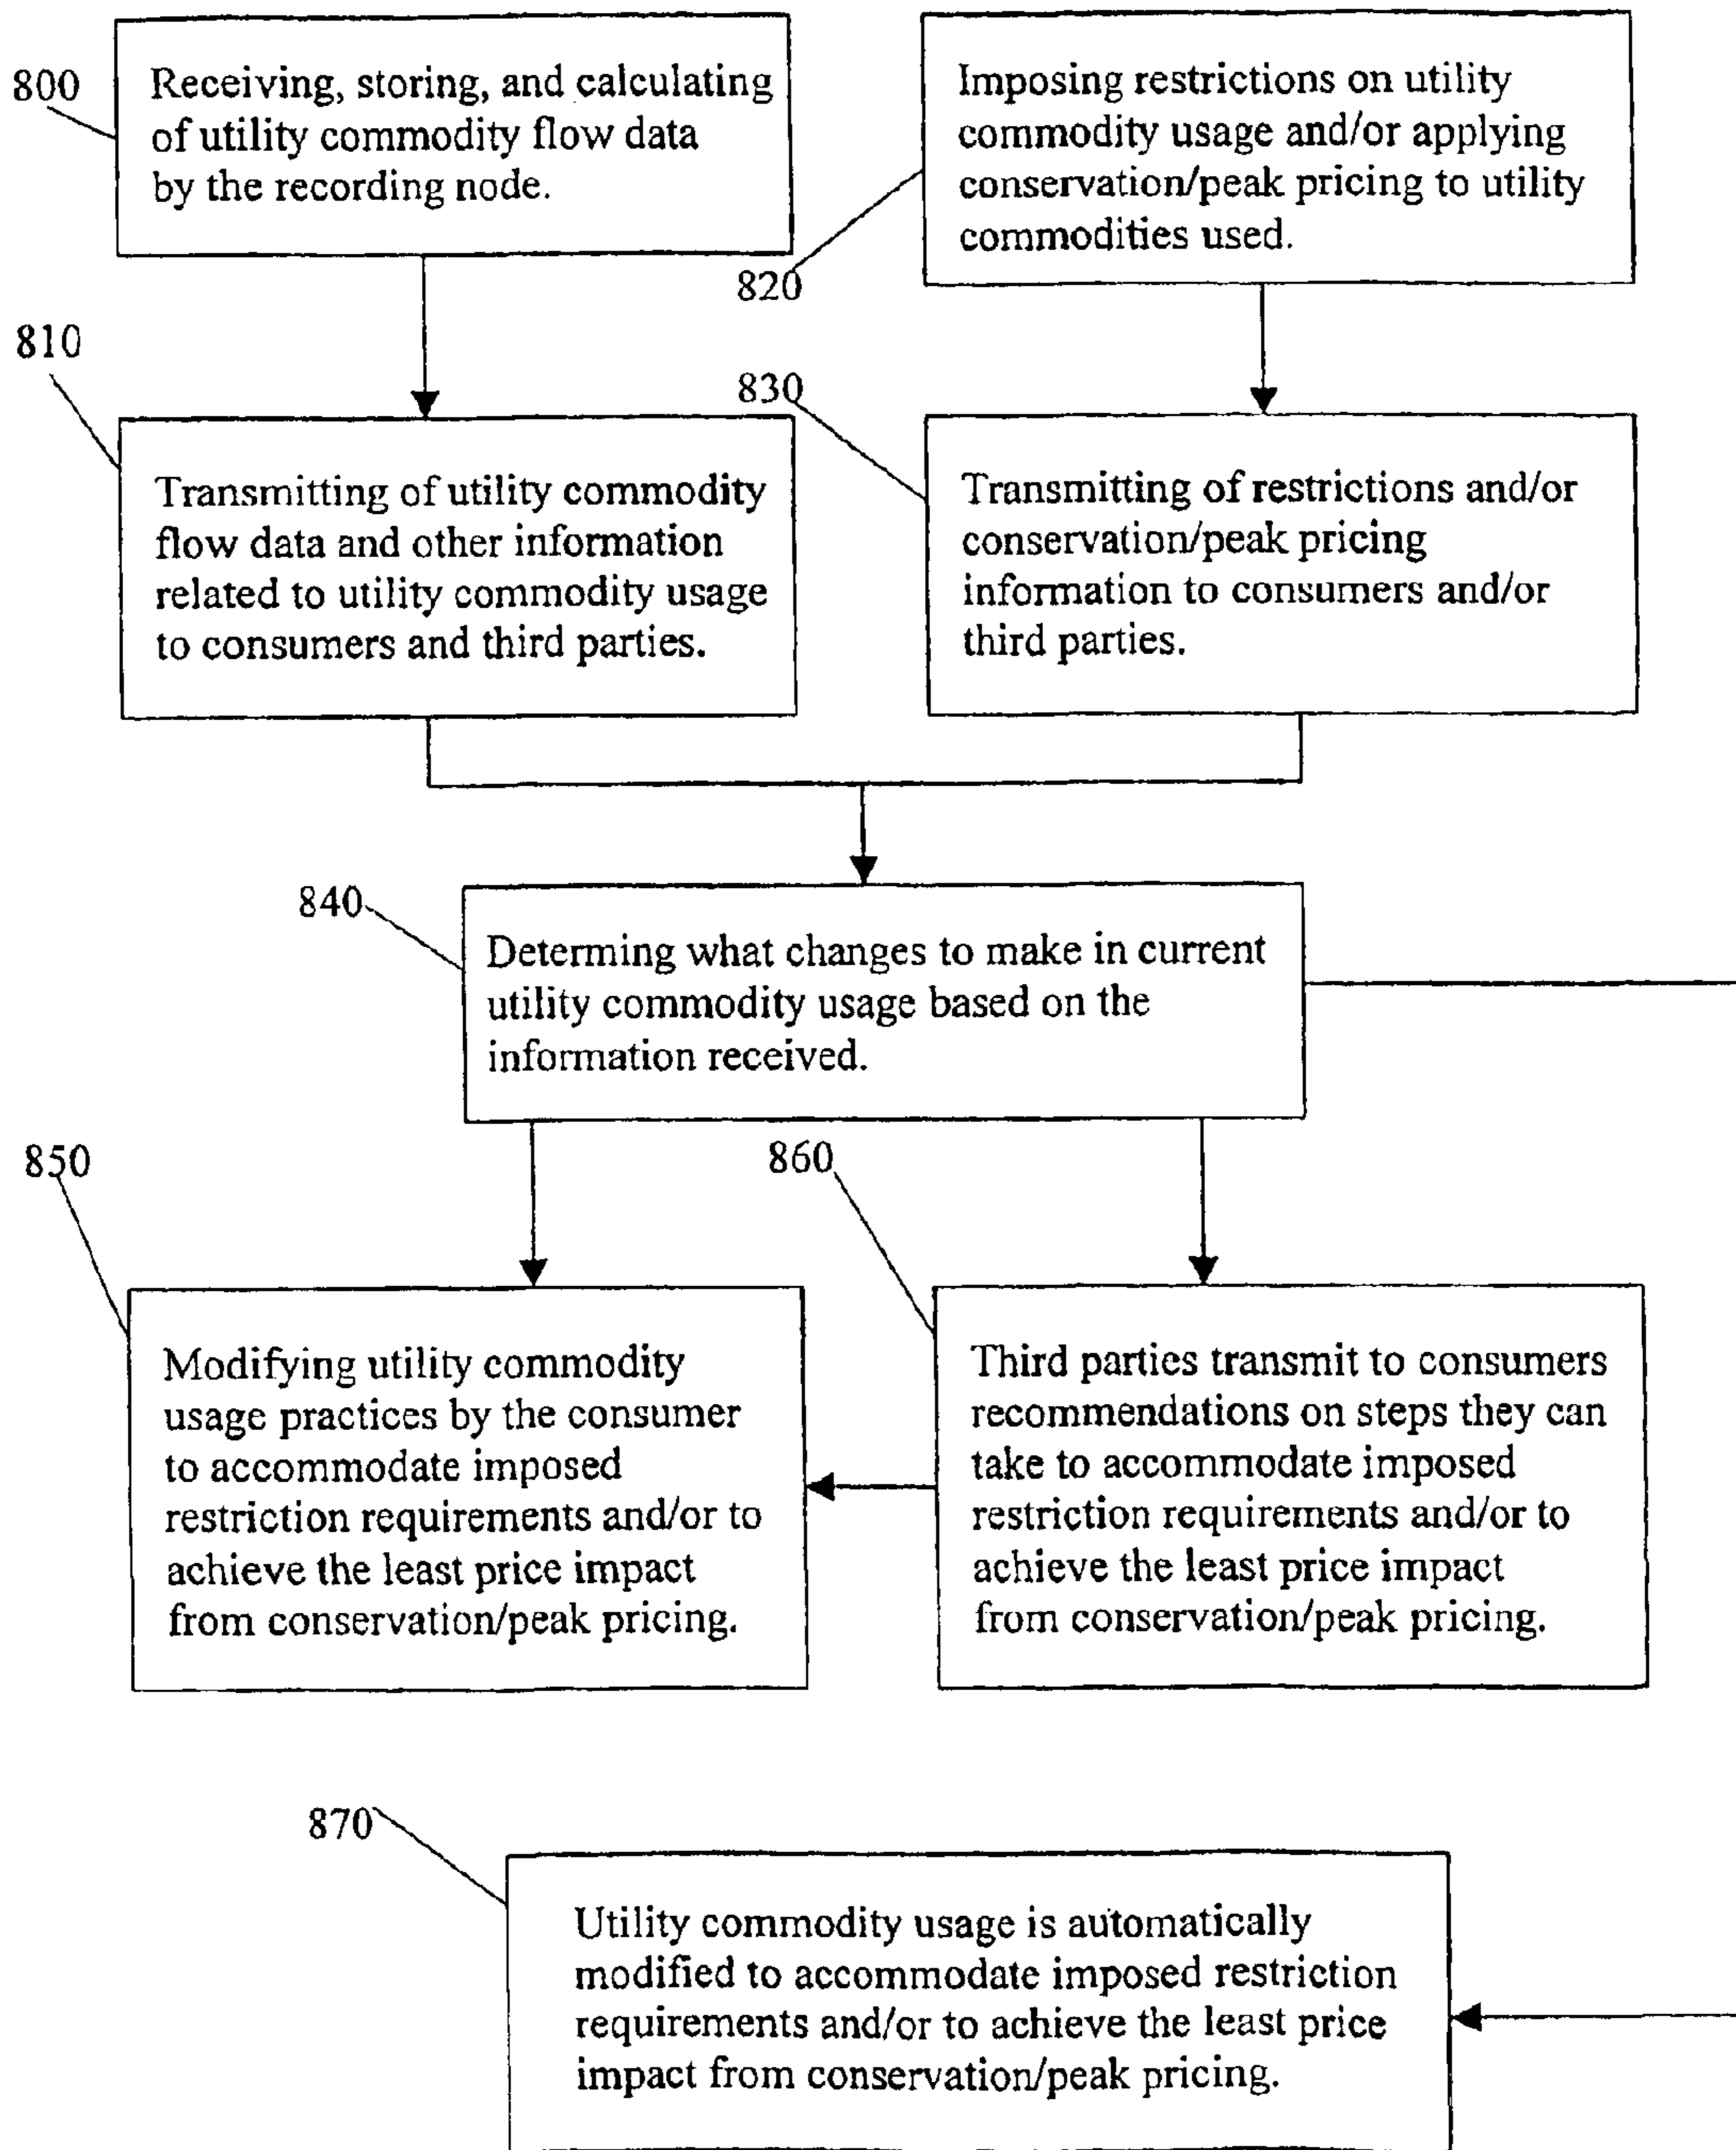 800
Receiving, storing, and calculating
of utility commodity flow data
by the recording node.
820
Imposing restrictions on utility
commodity usage and/or applying
conservation/peak pricing to utility
commodities used.
810
Transmitting of utility commodity
flow data and other information
related to utility commodity usage
to consumers and third parties.
830
Transmitting of restrictions and/or
conservation/peak pricing
information to consumers and/or
third parties.
840
Determing what changes to make in current
utility commodity usage based on the
information received.
850
Modifying utility commodity
usage practices by the consumer
to accommodate imposed
restriction requirements and/or to
achieve the least price impact
from conservation/peak pricing.
860
Third parties transmit to consumers
recommendations on steps they can
take to accommodate imposed
restriction requirements and/or to
achieve the least price impact
from conservation/peak pricing.
870
Utility commodity usage is automatically
modified to accommodate imposed restriction
requirements and/or to achieve the least price
impact from conservation/peak pricing.